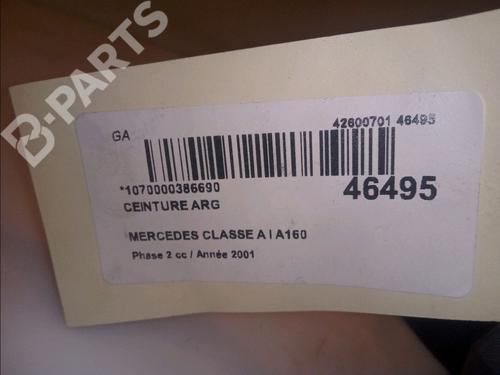 B-PARTS
GA
42600701 46495
*1070000386690
46495
CEINTURE ARG
MERCEDES CLASSE A I A160
Phase 2 cc / Année 2001